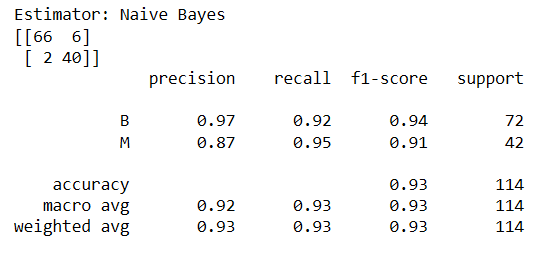 Estimator: Naive Bayes
[[66  6]
 [ 2 40]]
              precision    recall  f1-score   support

           B       0.97      0.92      0.94        72
           M       0.87      0.95      0.91        42

    accuracy                           0.93       114
   macro avg       0.92      0.93      0.93       114
weighted avg       0.93      0.93      0.93       114